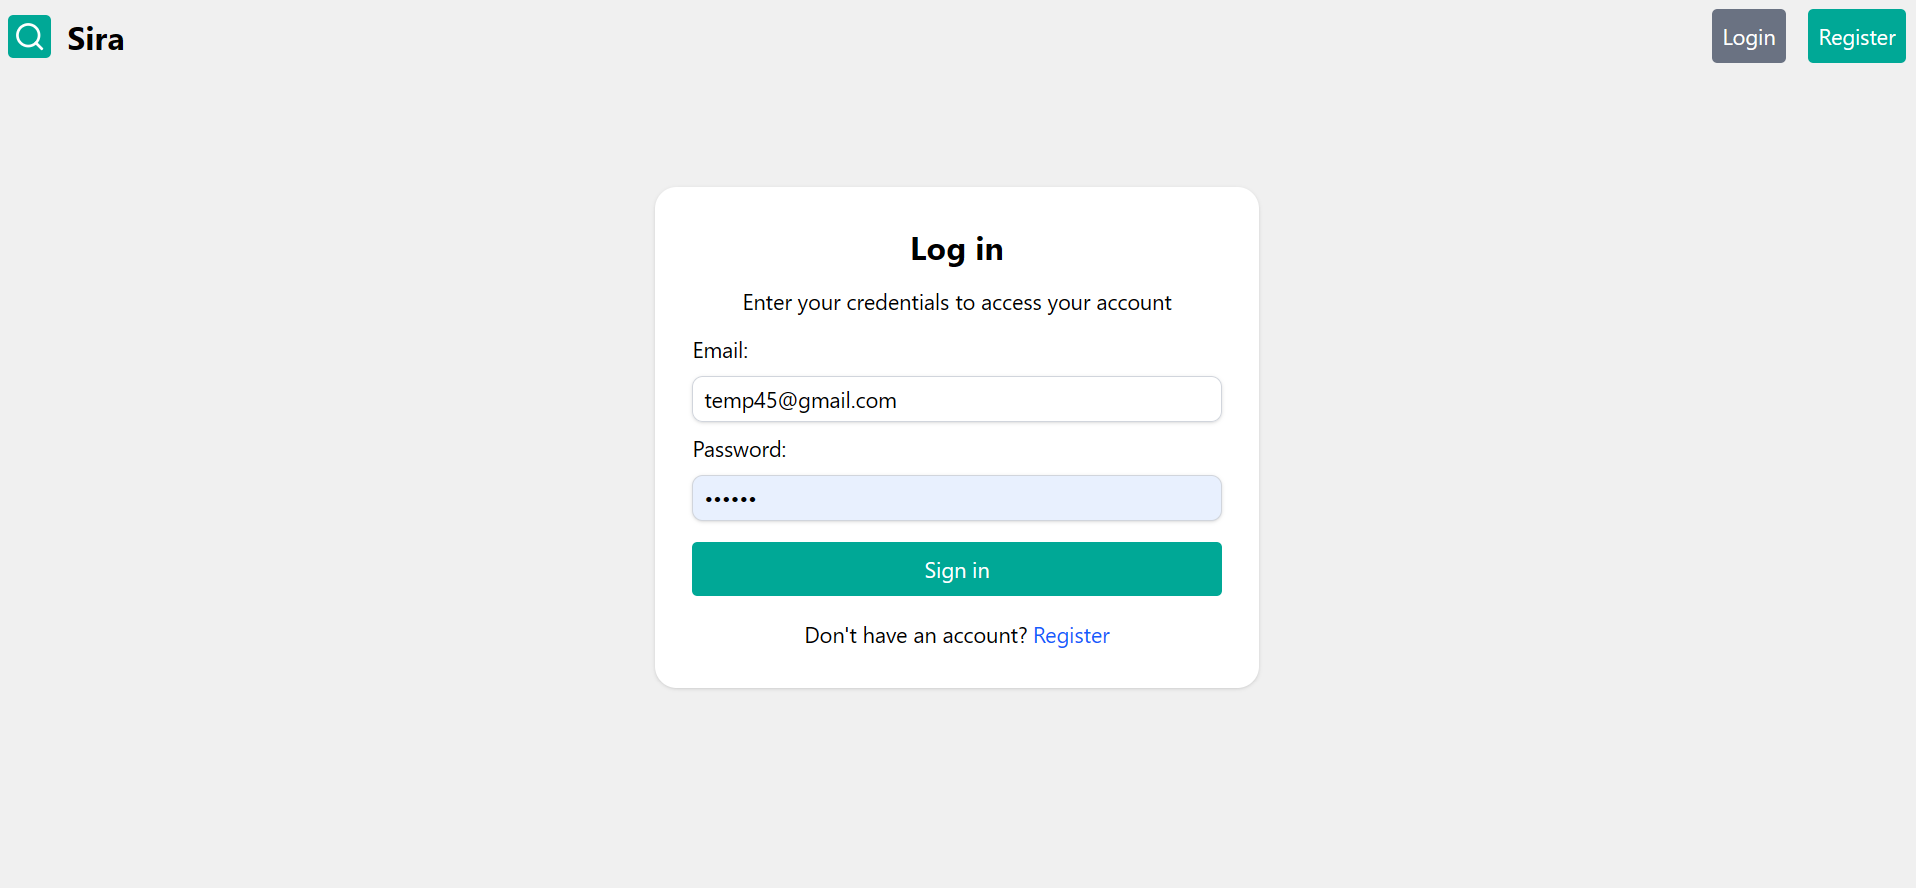 Sira
Login
Register
Log in
Enter your credentials to access your account
Email:
temp45@gmail.com
Password:
••••••
Sign in
Don't have an account? Register